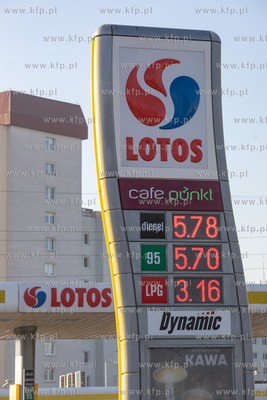 www.kfp.pl
LOTOS
cafe punkt
diesel 5.78
95 5.70
LPG 3.16
Dynamic
LOTOS
KAWA